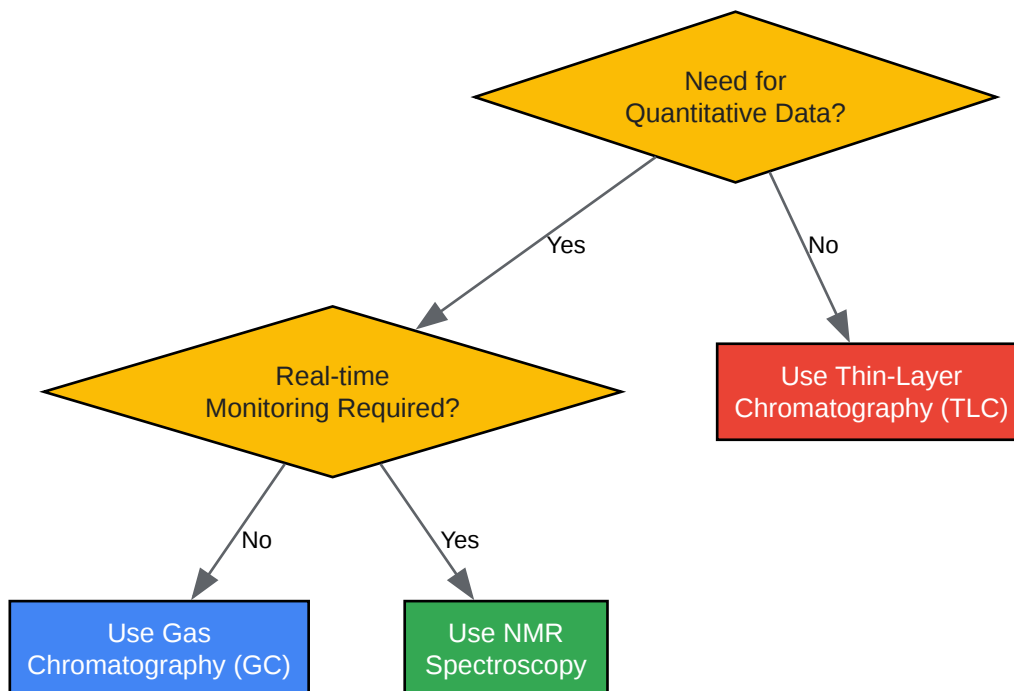 Need for
Quantitative Data?
Yes
No
Real-time
Monitoring Required?
Use Thin-Layer
Chromatography (TLC)
No
Yes
Use Gas
Chromatography (GC)
Use NMR
Spectroscopy